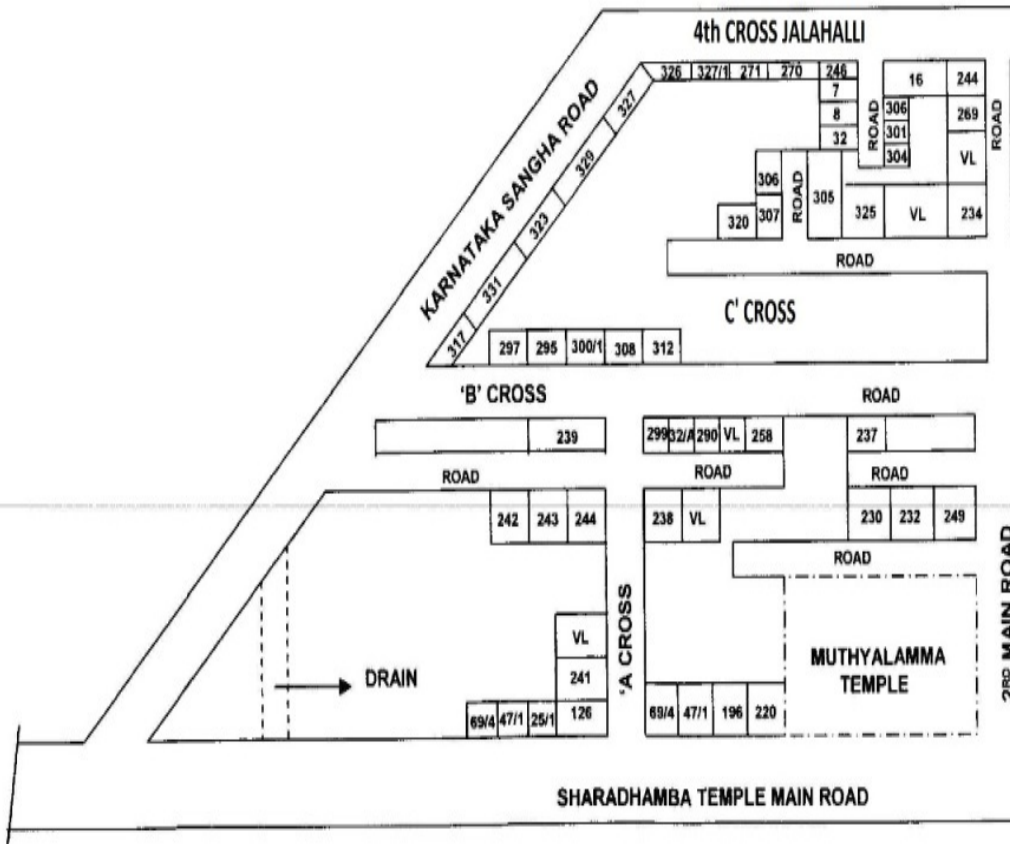 4th CROSS JALAHALLI
326 327/1 271 270 246 16 244
7
8 306 269
32 301
304 VL
ROAD
ROAD
KARNATAKA SANGHA ROAD
327
329
323
331
317
306
307
320
ROAD
305
325 VL 234
ROAD
C' CROSS
297 295 300/1 308 312
'B' CROSS
ROAD
239
299 32/A 290 VL 258
237
ROAD
ROAD
ROAD
242 243 244
238 VL
230 232 249
ROAD
'A CROSS
2RD MAIN ROAD
VL
241
DRAIN
MUTHYALAMMA
TEMPLE
69/4 47/1 25/1 126
69/4 47/1 196 220
SHARADHAMBA TEMPLE MAIN ROAD